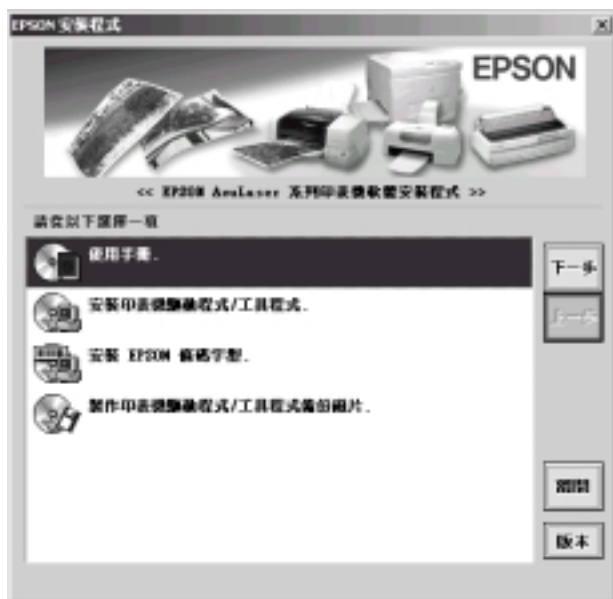 EPSON 安裝程式
EPSON
<< EPSON AcuLaser 系列印表機軟體安裝程式 >>
請從以下選擇一項
使用手冊.
下一步
安裝印表機驅動程式/工具程式.
上一步
安裝 EPSON 條碼字型.
製作印表機驅動程式/工具程式備份磁片.
離開
版本